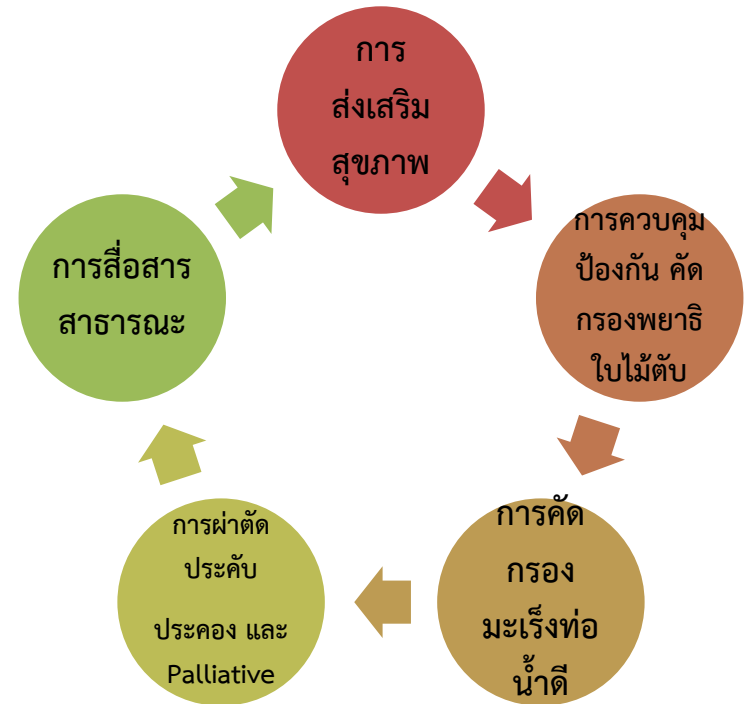 การ
ส่งเสริม
สุขภาพ
การควบคุม
ป้องกัน คัด
กรองพยาธิ
ใบไม้ตับ
การคัด
กรอง
มะเร็งท่อ
น้ำดี
การผ่าตัด
ประคับ
ประคอง และ
Palliative
การสื่อสาร
สาธารณะ